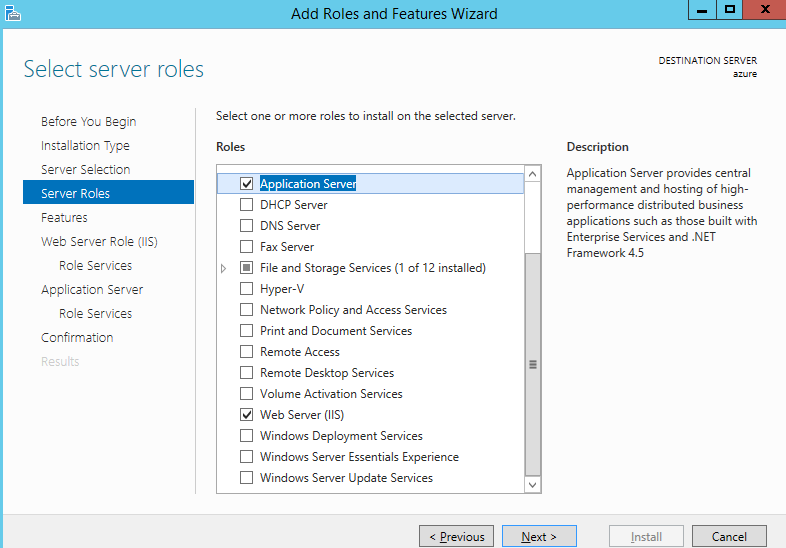 Add Roles and Features Wizard
Select server roles
DESTINATION SERVER
azure
Before You Begin
Installation Type
Server Selection
Server Roles
Features
Web Server Role (IIS)
Role Services
Application Server
Role Services
Confirmation
Results
Select one or more roles to install on the selected server.
Roles
Application Server
DHCP Server
DNS Server
Fax Server
File and Storage Services (1 of 12 installed)
Hyper-V
Network Policy and Access Services
Print and Document Services
Remote Access
Remote Desktop Services
Volume Activation Services
Web Server (IIS)
Windows Deployment Services
Windows Server Essentials Experience
Windows Server Update Services
Description
Application Server provides central
management and hosting of high-
performance distributed business
applications such as those built with
Enterprise Services and .NET
Framework 4.5
< Previous
Next >
Install
Cancel